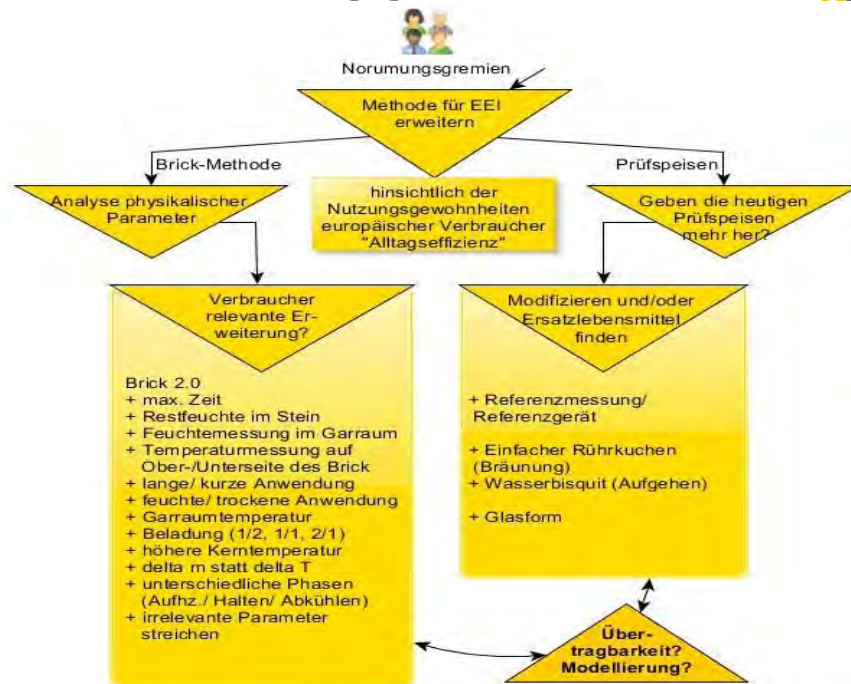 Norumungsgremien
Methode für EEI
erweitern
Brick-Methode
Prüfspeisen
Analyse physikalischer
Parameter
hinsichtlich der
Nutzungsgewohnheiten
europäischer Verbraucher
"Alltagseffizienz"
Geben die heutigen
Prüfspeisen
mehr her?
Verbraucher
relevante Er-
weiterung?
Brick 2.0
+ max. Zeit
+ Restfeuchte im Stein
+ Feuchtemessung im Garraum
+ Temperaturmessung auf
Ober-/Unterseite des Brick
+ lange/ kurze Anwendung
+ feuchte/ trockene Anwendung
+ Garraumtemperatur
+ Beladung (1/2, 1/1, 2/1)
+ höhere Kerntemperatur
+ delta m statt delta T
+ unterschiedliche Phasen
(Aufhz./ Halten/ Abkühlen)
+ irrelevante Parameter
streichen
Modifizieren und/oder
Ersatzlebensmittel
finden
+ Referenzmessung/
Referenzgerät
+ Einfacher Rührkuchen
(Bräunung)
+ Wasserbisquit (Aufgehen)
+ Glasform
Über-
tragbarkeit?
Modellierung?